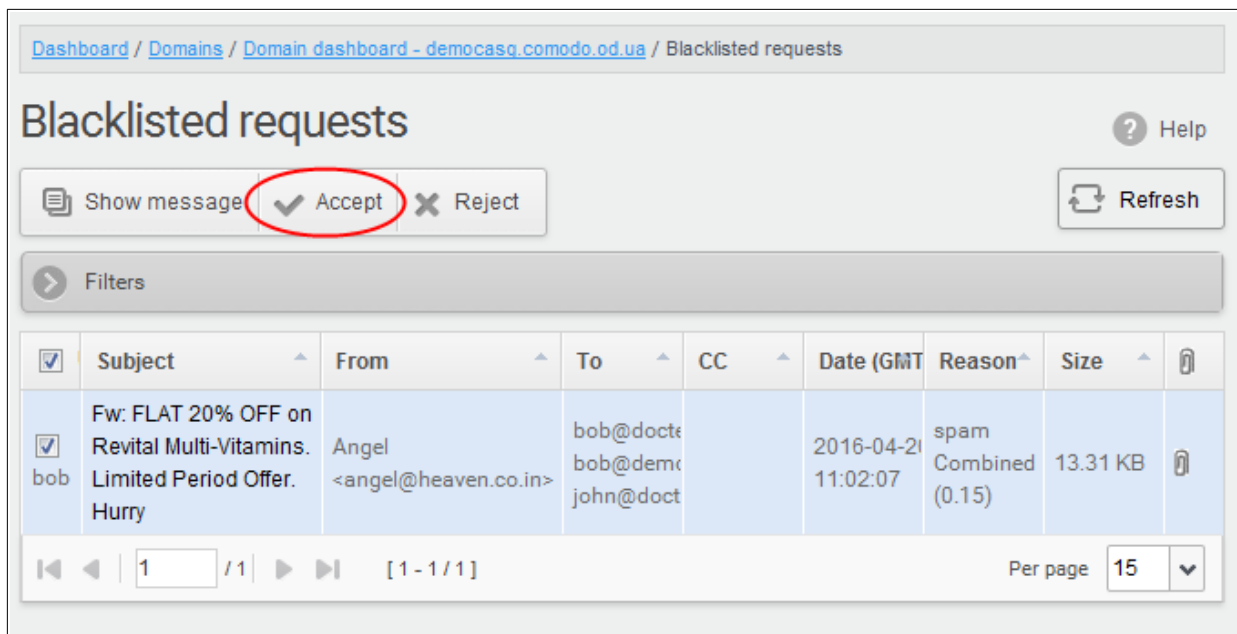 Dashboard / Domains / Domain dashboard - democasq.comodo.od.ua / Blacklisted requests
Blacklisted requests
Help
Show message Accept Reject
Refresh
Filters
Subject From To CC Date (GMT Reason Size
Fw: FLAT 20% OFF on
Revital Multi-Vitamins.
Limited Period Offer.
Hurry
bob
Angel
<angel@heaven.co.in>
bob@docte
bob@demo
john@doct
2016-04-20
11:02:07
spam
Combined
(0.15)
13.31 KB
1 / 1 [ 1 - 1 / 1 ] Per page 15